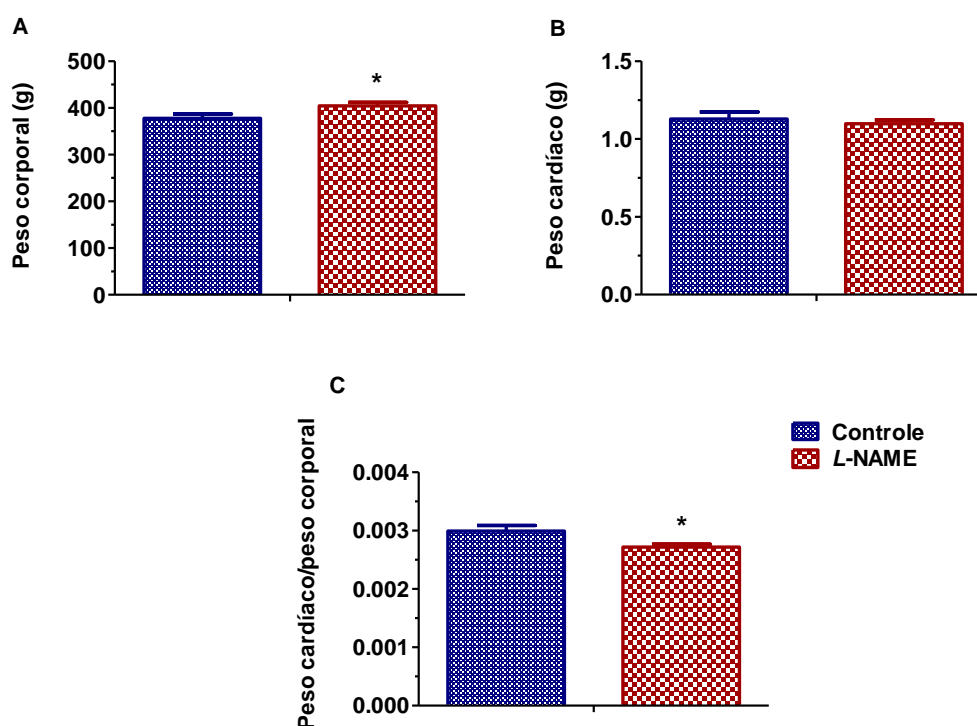 A
Peso corporal (g)
500
400
300
200
100
0
*
B
Peso cardíaco (g)
1.5
1.0
0.5
0.0
C
Peso cardíaco/peso corporal
0.004
0.003
0.002
0.001
0.000
*
Controle
L-NAME